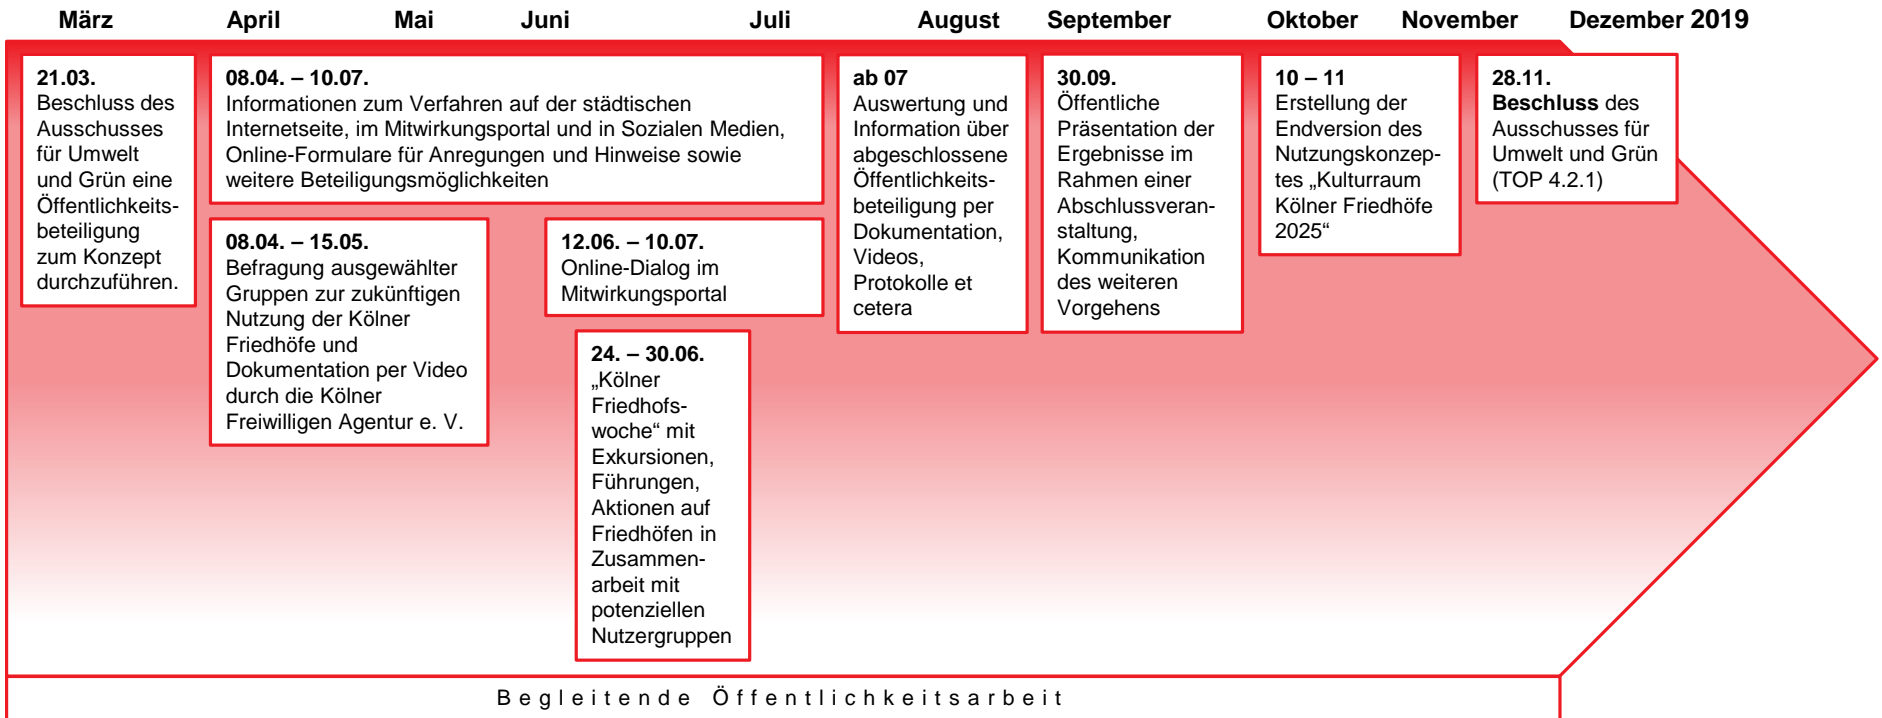 März April Mai Juni Juli August September Oktober November Dezember 2019
21.03.
Beschluss des
Ausschusses
für Umwelt
und Grün eine
Öffentlichkeits-
beteiligung
zum Konzept
durchzuführen.
08.04. – 10.07.
Informationen zum Verfahren auf der städtischen
Internetseite, im Mitwirkungsportal und in Sozialen Medien,
Online-Formulare für Anregungen und Hinweise sowie
weitere Beteiligungsmöglichkeiten
08.04. – 15.05.
Befragung ausgewählter
Gruppen zur zukünftigen
Nutzung der Kölner
Friedhöfe und
Dokumentation per Video
durch die Kölner
Freiwilligen Agentur e. V.
12.06. – 10.07.
Online-Dialog im
Mitwirkungsportal
24. – 30.06.
„Kölner
Friedhofs-
woche“ mit
Exkursionen,
Führungen,
Aktionen auf
Friedhöfen in
Zusammen-
arbeit mit
potenziellen
Nutzergruppen
ab 07
Auswertung und
Information über
abgeschlossene
Öffentlichkeits-
beteiligung per
Dokumentation,
Videos,
Protokolle et
cetera
30.09.
Öffentliche
Präsentation der
Ergebnisse im
Rahmen einer
Abschlussveran-
staltung,
Kommunikation
des weiteren
Vorgehens
10 – 11
Erstellung der
Endversion des
Nutzungskonzep-
tes „Kulturraum
Kölner Friedhöfe
2025“
28.11.
Beschluss des
Ausschusses für
Umwelt und Grün
(TOP 4.2.1)
Begleitende Öffentlichkeitsarbeit